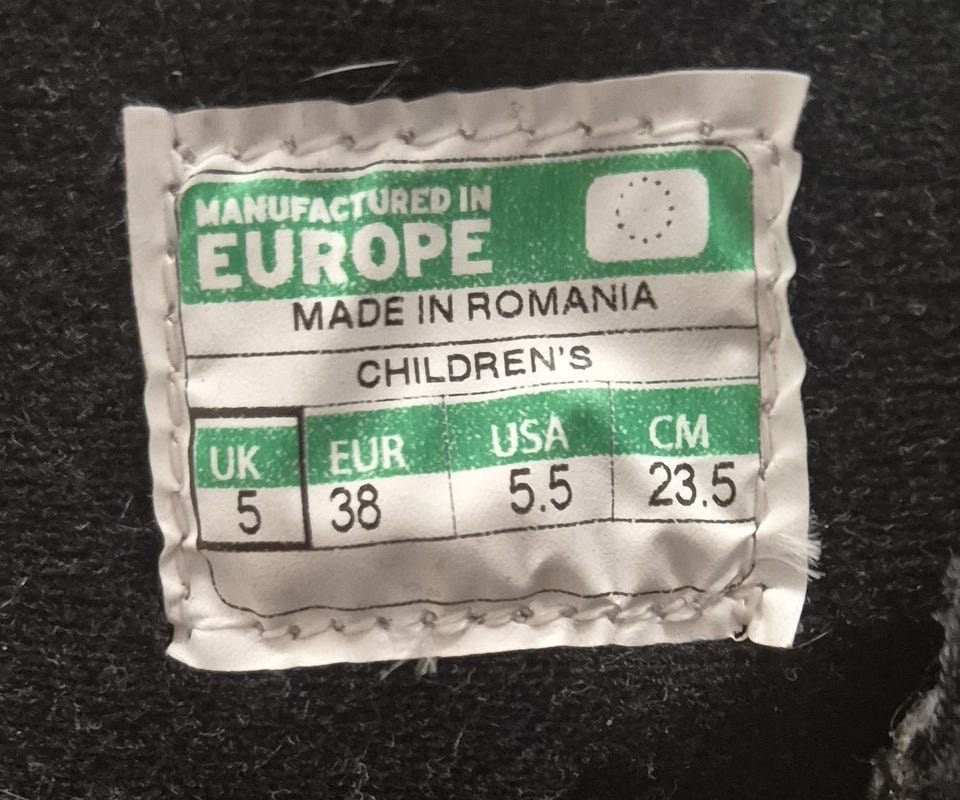 MANUFACTURED IN
EUROPE
MADE IN ROMANIA
CHILDREN'S
UK EUR USA CM
5 38 5.5 23.5